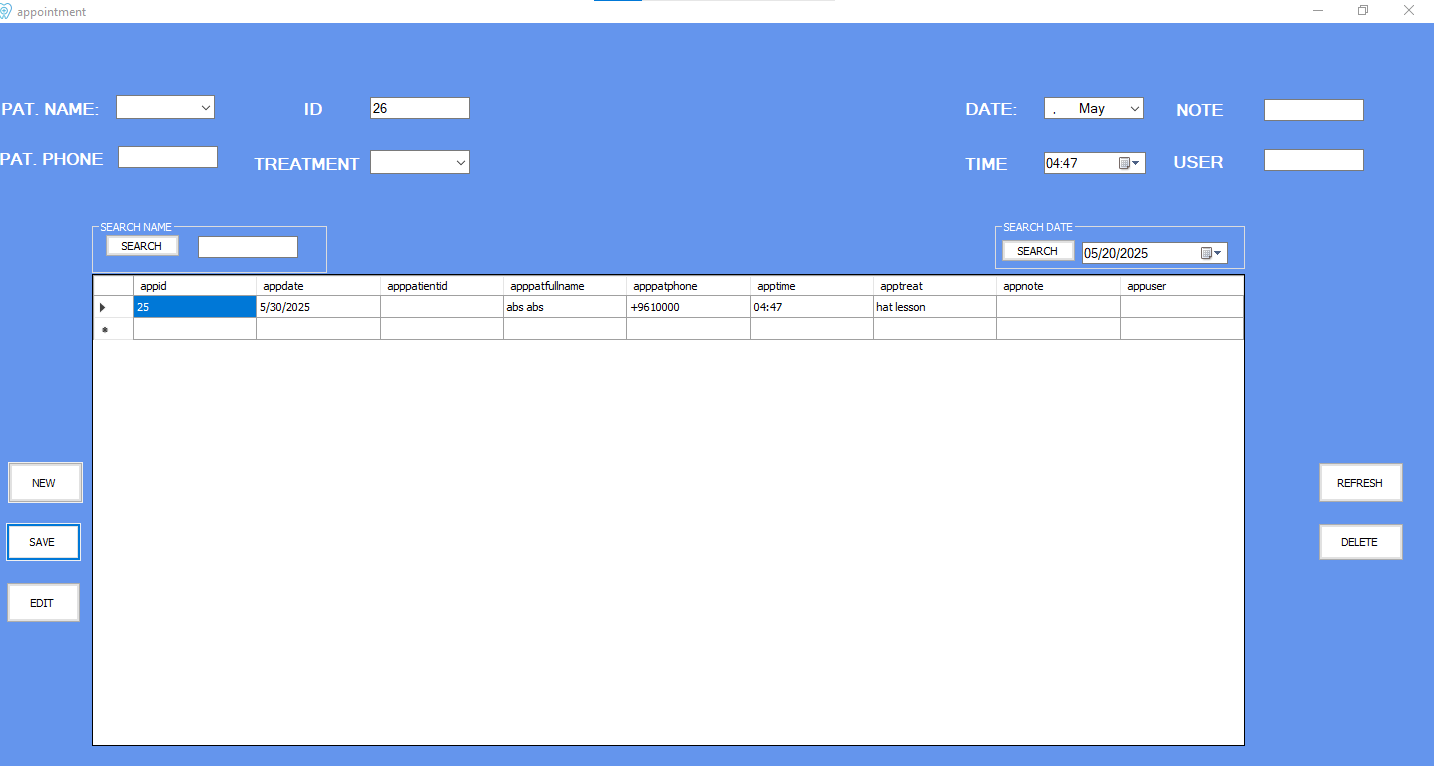 appointment
PAT. NAME:
ID 26
DATE: . May
NOTE
PAT. PHONE
TREATMENT
TIME 04:47
USER
SEARCH NAME
SEARCH
SEARCH DATE
SEARCH 05/20/2025
appid appdate apppatientid apppatfullname apppatphone apptime apptreat appnote appuser
25 5/30/2025 abs abs +9610000 04:47 hat lesson
NEW
REFRESH
SAVE
DELETE
EDIT